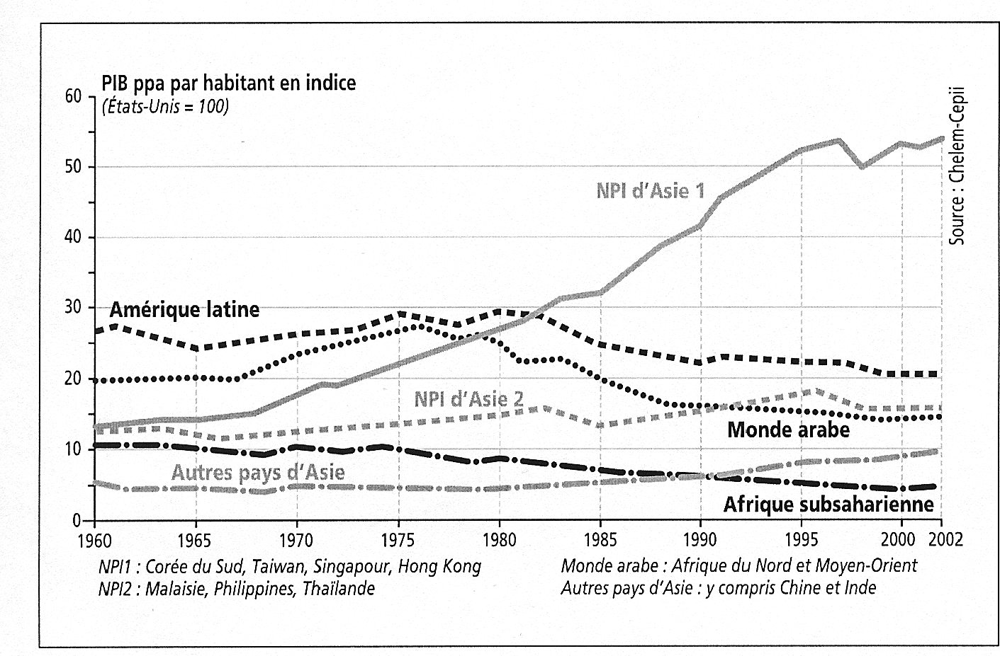 PIB ppa par habitant en indice
(États-Unis = 100)
60
50
40
30
20
10
0
NPI d'Asie 1
Amérique latine
NPI d'Asie 2
Monde arabe
Autres pays d'Asie
Afrique subsaharienne
1960 1965 1970 1975 1980 1985 1990 1995 2000 2002
Source : Chelem-Cepii
NPI1 : Corée du Sud, Taiwan, Singapour, Hong Kong
NPI2 : Malaisie, Philippines, Thaïlande
Monde arabe : Afrique du Nord et Moyen-Orient
Autres pays d'Asie : y compris Chine et Inde